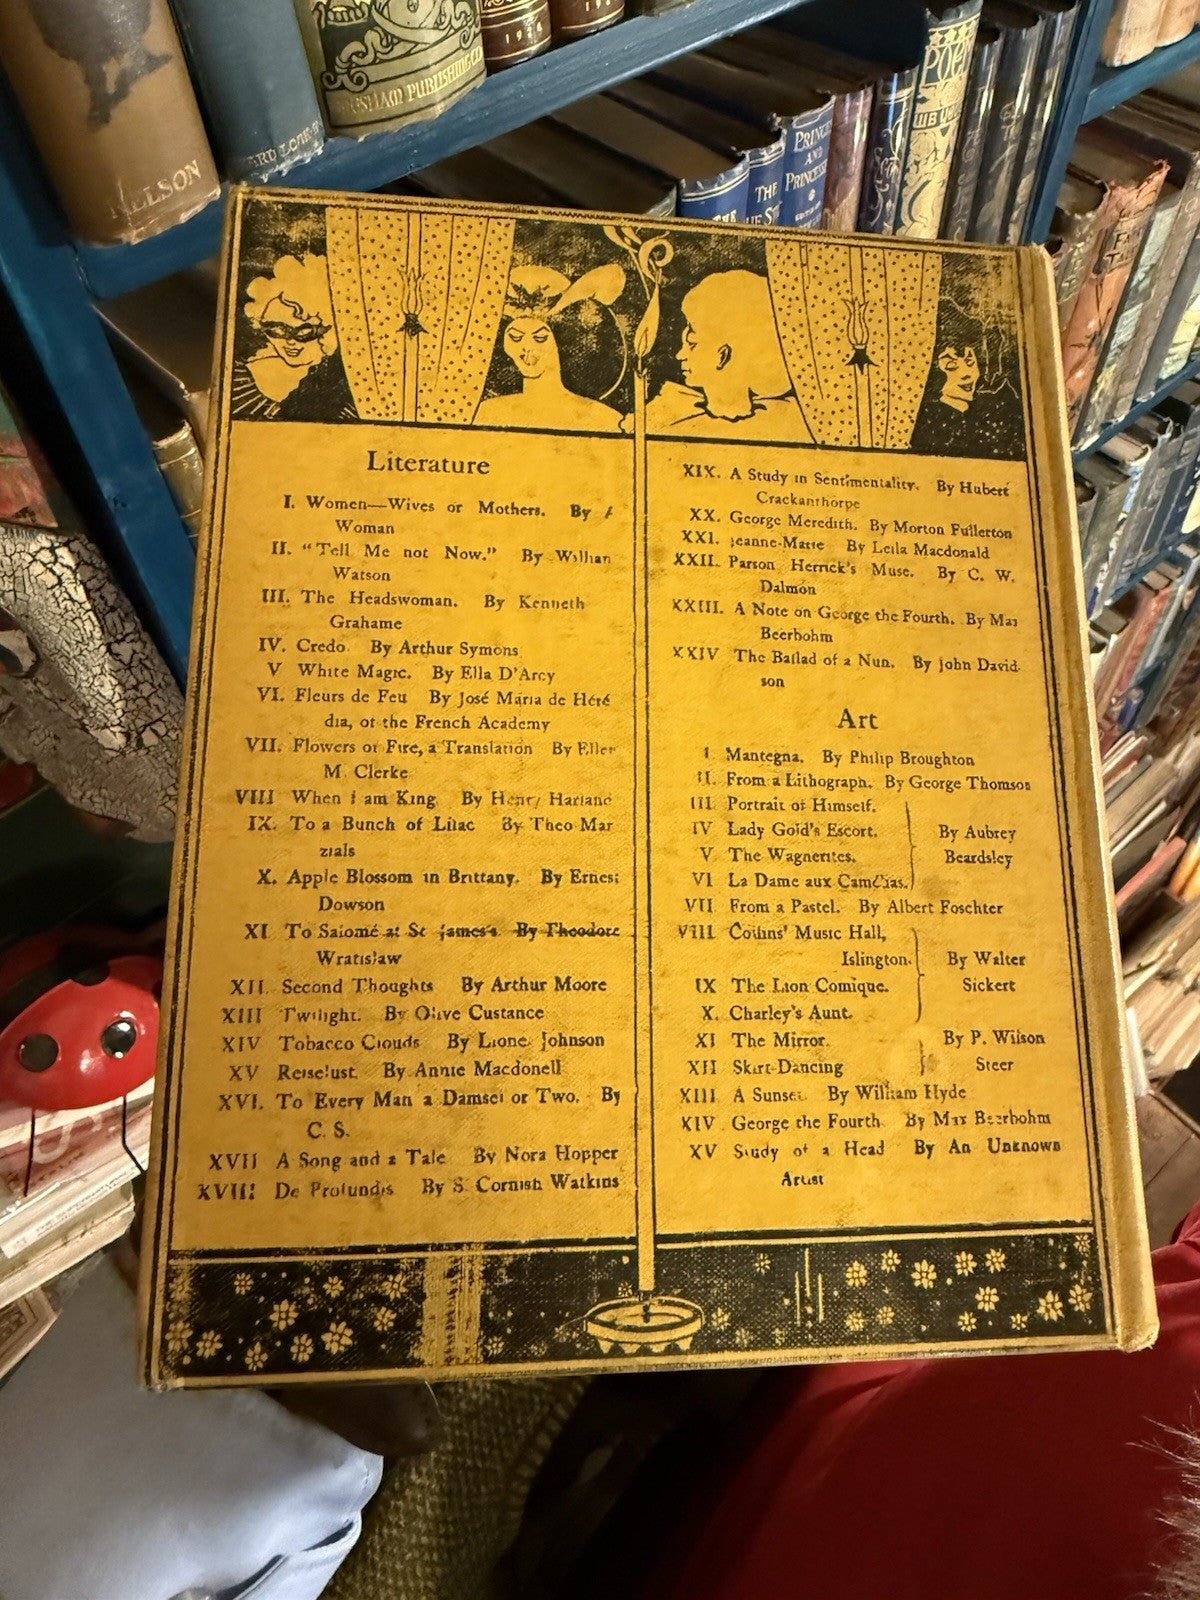 NELSON
PUBLISHING CO
1926
POEMS
W.B.
PRINCES
AND
PRINCESSES
THE
THE
Literature
I. Women—Wives or Mothers. By A
Woman
II. “Tell Me not Now.” By William
Watson
III. The Headswoman. By Kenneth
Grahame
IV. Credo. By Arthur Symons
V White Magic. By Ella D'Arcy
VI. Fleurs de Feu By José Maria de Héré
dia, of the French Academy
VII. Flowers of Fire, a Translation By Ellen
M. Clerke
VIII When I am King By Henry Harland
IX. To a Bunch of Lilac By Theo Mar
zials
X. Apple Blossom in Brittany. By Ernest
Dowson
XI To Salomé at St James's. By Theodore
Wratislaw
XII. Second Thoughts By Arthur Moore
XIII Twilight. By Olive Custance
XIV Tobacco Clouds By Lionel Johnson
XV Reiselust. By Annie Macdonell
XVI. To Every Man a Damsel or Two. By
C. S.
XVII A Song and a Tale By Nora Hopper
XVIII De Profundis By S. Cornish Watkins
XIX. A Study in Sentimentality. By Hubert
Crackanthorpe
XX. George Meredith. By Morton Fullerton
XXI. Jeanne-Marie By Leila Macdonald
XXII. Parson Herrick's Muse. By C. W.
Dalmon
XXIII. A Note on George the Fourth. By Max
Beerbohm
XXIV The Ballad of a Nun. By John David-
son
Art
I Mantegna. By Philip Broughton
II. From a Lithograph. By George Thomson
III. Portrait of Himself.
IV Lady Gold's Escort. By Aubrey
V. The Wagnerites. Beardsley
VI La Dame aux Camélias.
VII From a Pastel. By Albert Foschter
VIII Collins' Music Hall,
Islington. By Walter
IX The Lion Comique. Sickert
X. Charley's Aunt.
XI The Mirror. By P. Wilson
XII Skirt-Dancing Steer
XIII A Sunset By William Hyde
XIV George the Fourth By Max Beerbohm
XV Study of a Head By An Unknown
Artist